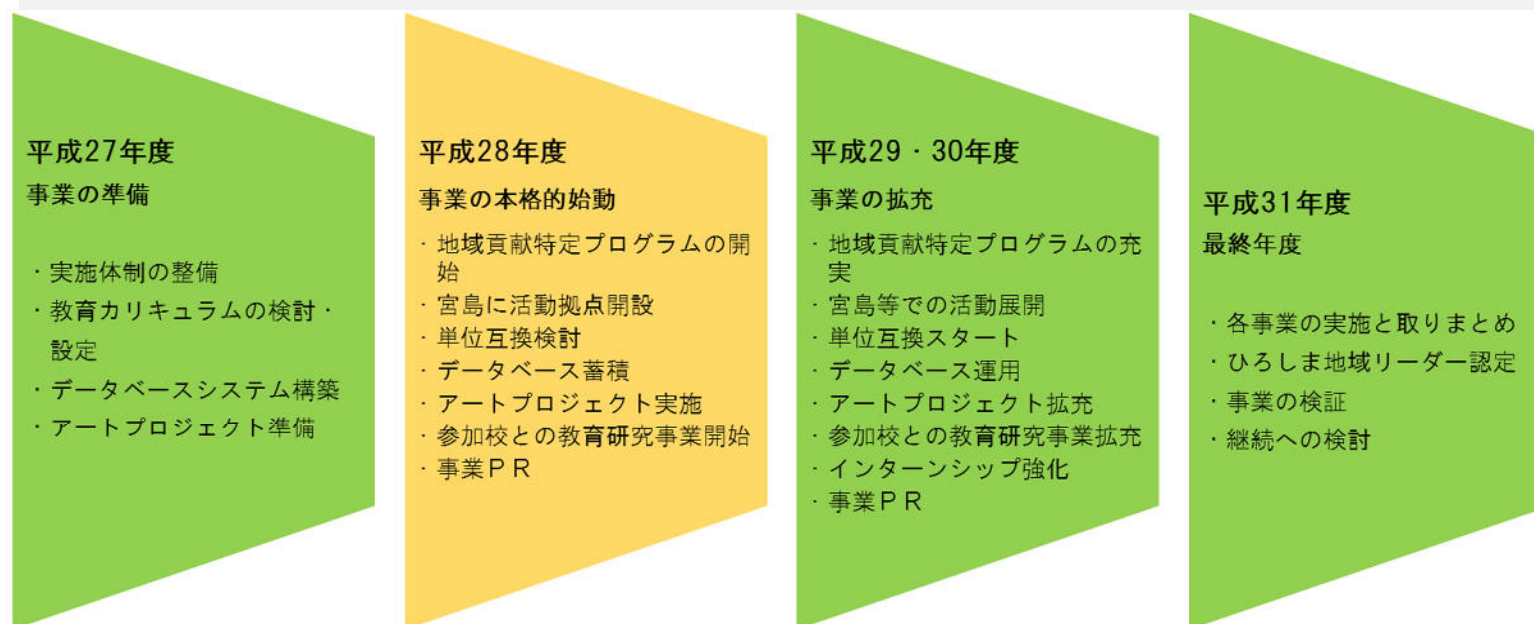 平成27年度
事業の準備
・実施体制の整備
・教育カリキュラムの検討・
設定
・データベースシステム構築
・アートプロジェクト準備
平成28年度
事業の本格的始動
・地域貢献特定プログラムの開
始
・宮島に活動拠点開設
・単位互換検討
・データベース蓄積
・アートプロジェクト実施
・参加校との教育研究事業開始
・事業ＰＲ
平成29・30年度
事業の拡充
・地域貢献特定プログラムの充
実
・宮島等での活動展開
・単位互換スタート
・データベース運用
・アートプロジェクト拡充
・参加校との教育研究事業拡充
・インターンシップ強化
・事業ＰＲ
平成31年度
最終年度
・各事業の実施と取りまとめ
・ひろしま地域リーダー認定
・事業の検証
・継続への検討